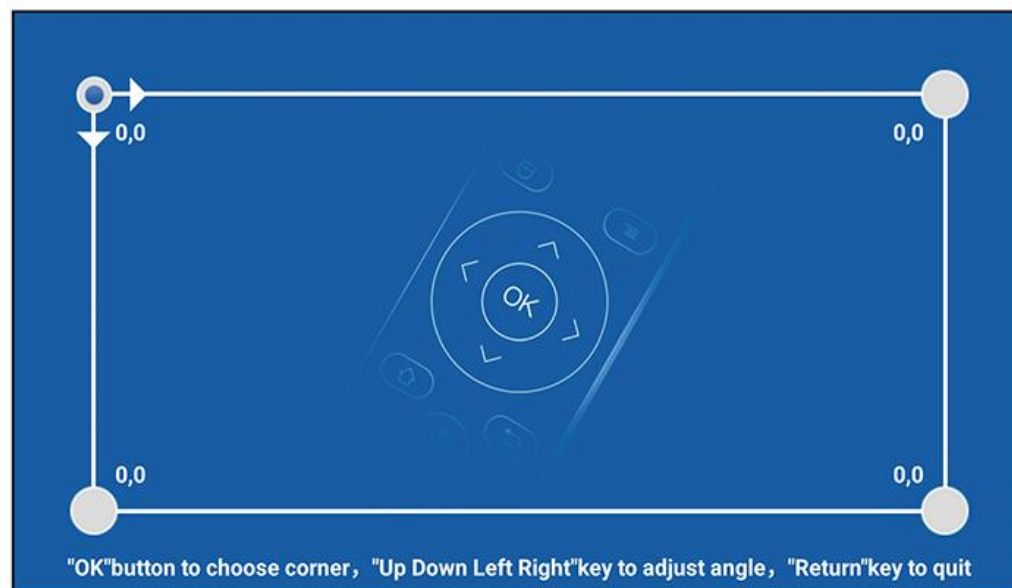 0,0 0,0
OK
0,0 0,0
"OK"button to choose corner，"Up Down Left Right"key to adjust angle，"Return"key to quit